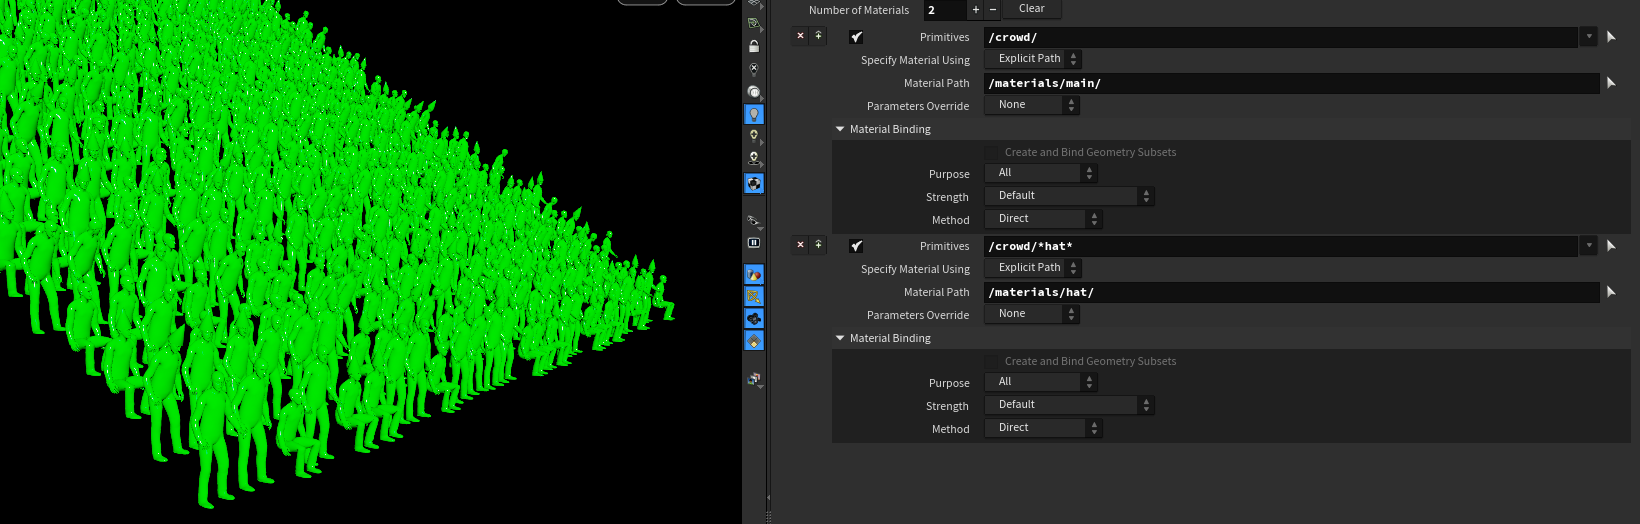 Number of Materials 2 + − Clear
Primitives /crowd/
Specify Material Using Explicit Path
Material Path /materials/main/
Parameters Override None
Material Binding
Create and Bind Geometry Subsets
Purpose All
Strength Default
Method Direct
Primitives /crowd/*hat*
Specify Material Using Explicit Path
Material Path /materials/hat/
Parameters Override None
Material Binding
Create and Bind Geometry Subsets
Purpose All
Strength Default
Method Direct